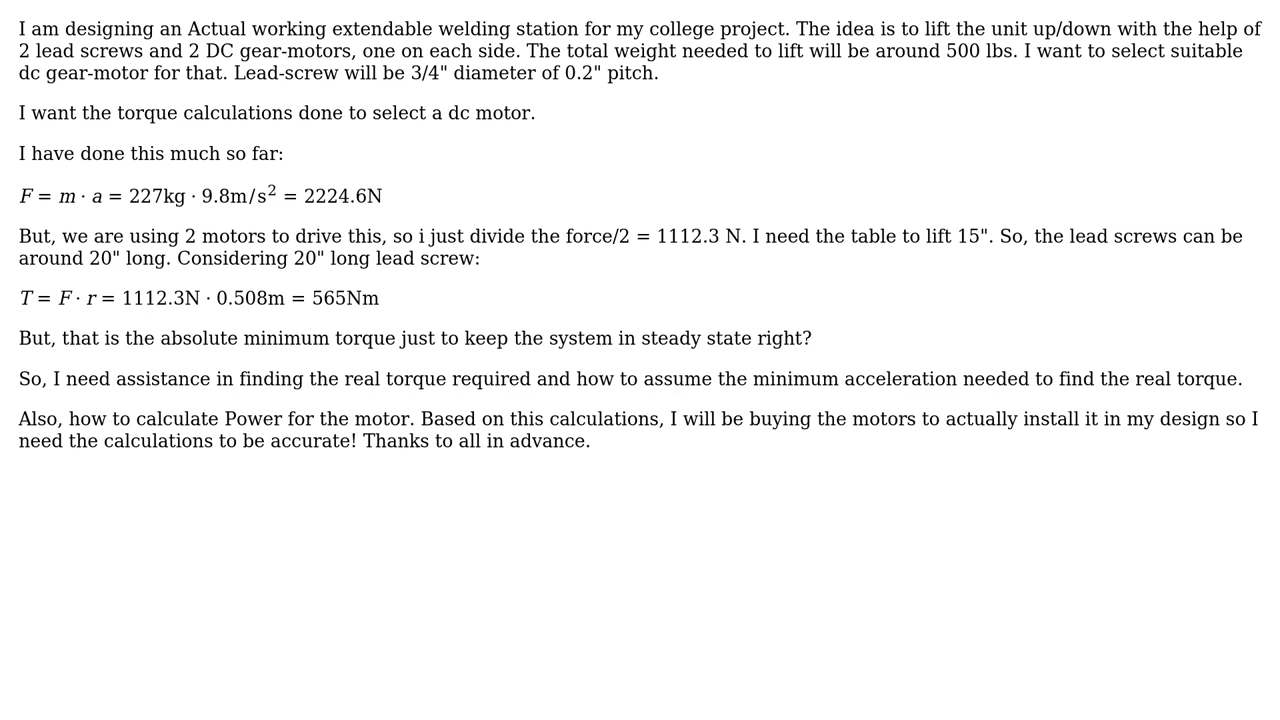 I am designing an Actual working extendable welding station for my college project. The idea is to lift the unit up/down with the help of
2 lead screws and 2 DC gear-motors, one on each side. The total weight needed to lift will be around 500 lbs. I want to select suitable
dc gear-motor for that. Lead-screw will be 3/4" diameter of 0.2" pitch.
I want the torque calculations done to select a dc motor.
I have done this much so far:
F = m · a = 227kg · 9.8m/s² = 2224.6N
But, we are using 2 motors to drive this, so i just divide the force/2 = 1112.3 N. I need the table to lift 15". So, the lead screws can be
around 20" long. Considering 20" long lead screw:
T = F · r = 1112.3N · 0.508m = 565Nm
But, that is the absolute minimum torque just to keep the system in steady state right?
So, I need assistance in finding the real torque required and how to assume the minimum acceleration needed to find the real torque.
Also, how to calculate Power for the motor. Based on this calculations, I will be buying the motors to actually install it in my design so I
need the calculations to be accurate! Thanks to all in advance.